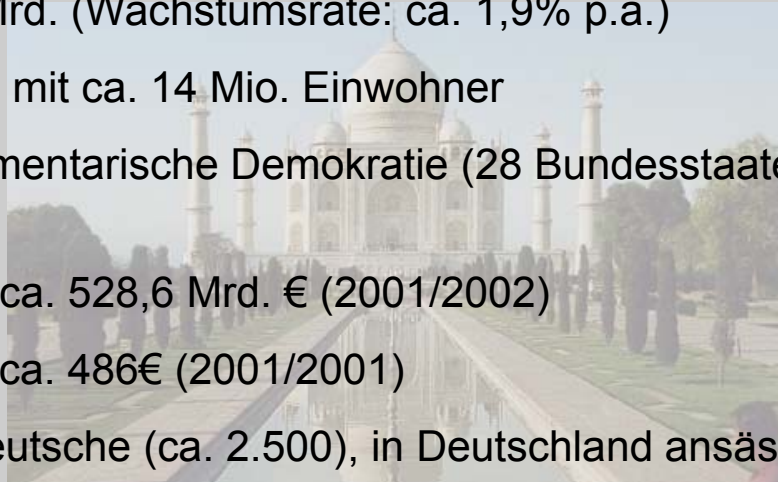 Mrd. (Wachstumsrate: ca. 1,9% p.a.)
mit ca. 14 Mio. Einwohner
mentarische Demokratie (28 Bundesstaate
ca. 528,6 Mrd. € (2001/2002)
ca. 486€ (2001/2001)
eutsche (ca. 2.500), in Deutschland ansäs